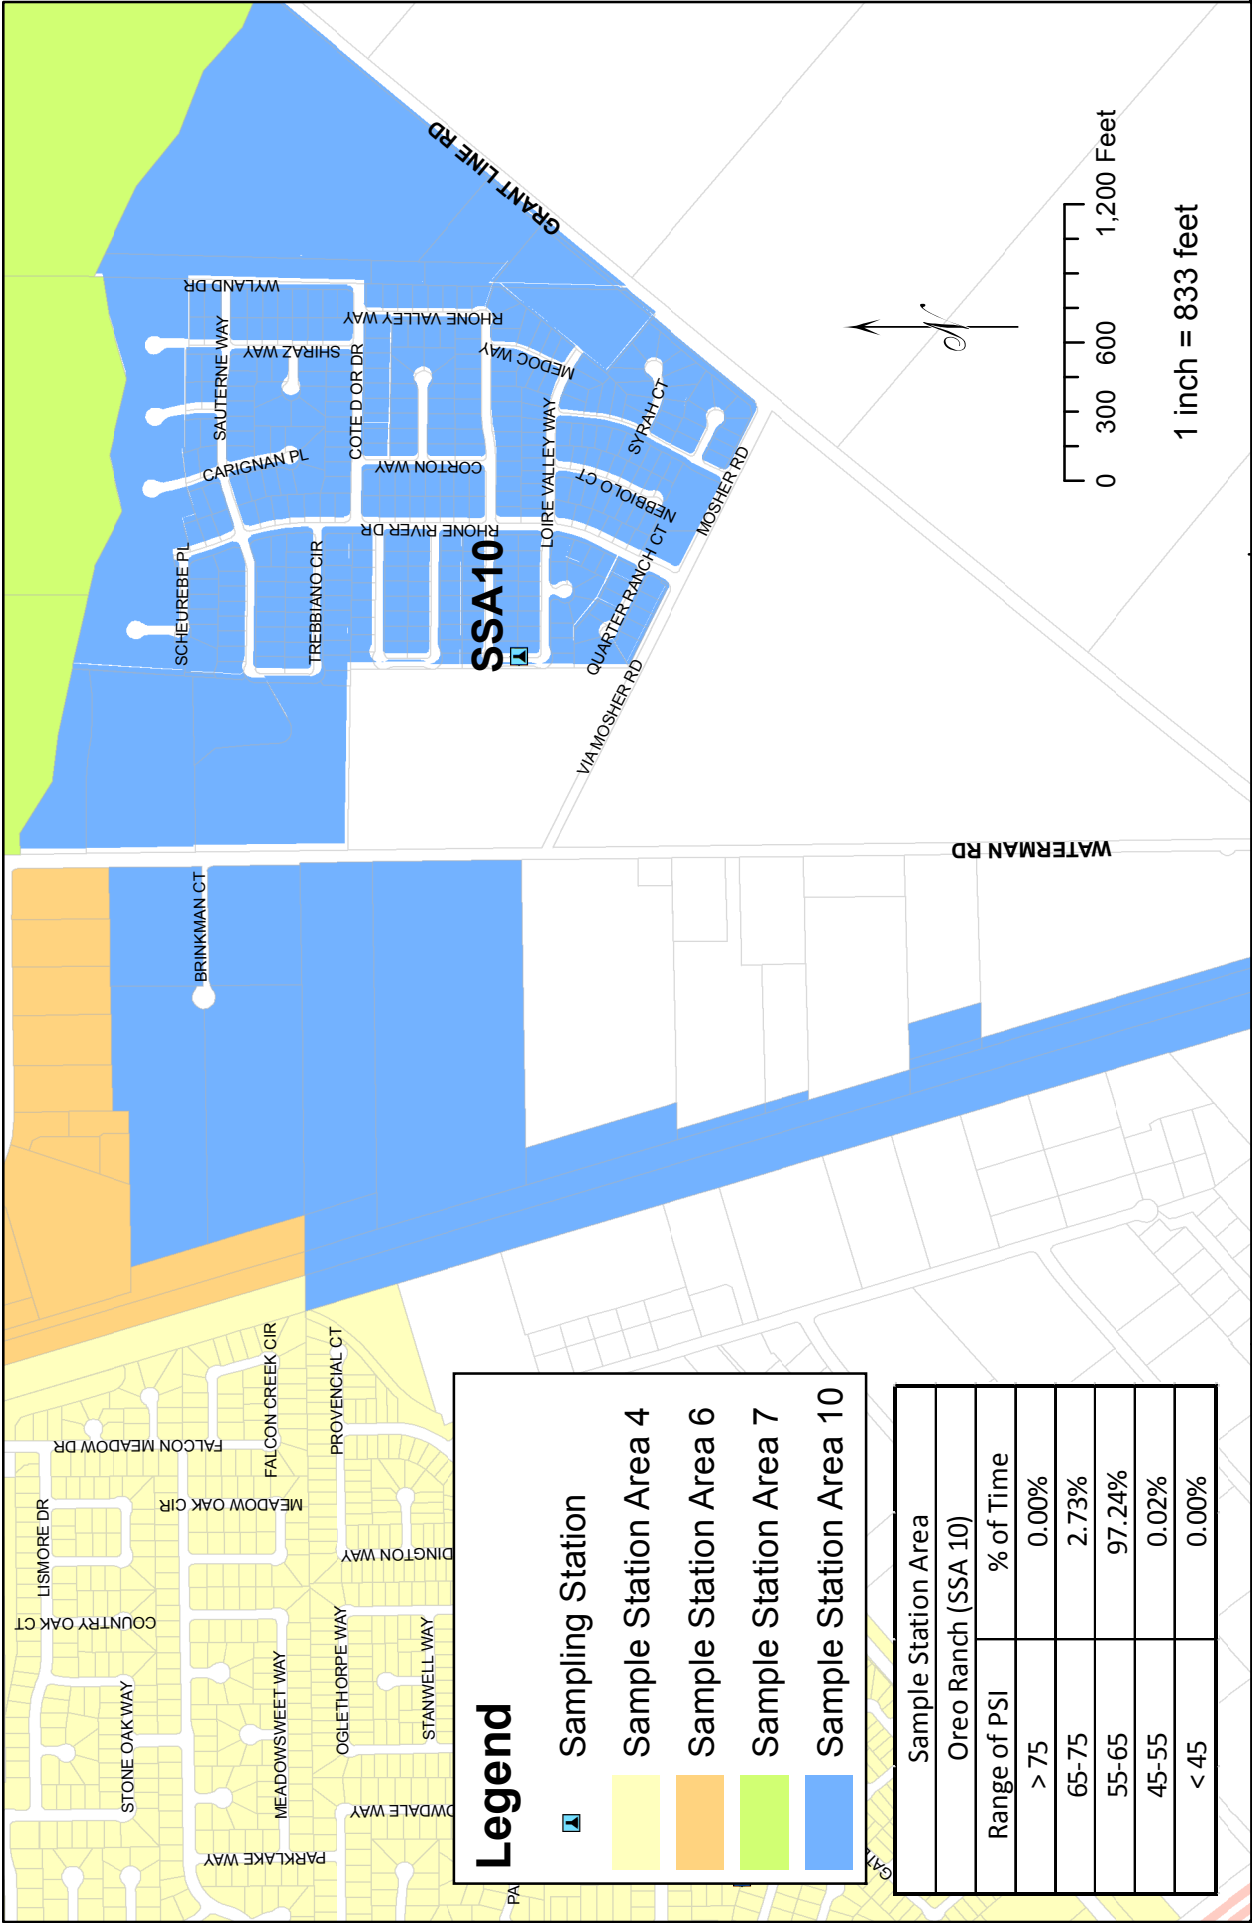 LISMORE DR
FALCON MEADOW DR
COUNTRY OAK CT
MEADOW OAK CIR
FALCON CREEK CIR
STONE OAK WAY
MEADOWSWEET WAY
PARKLAKE WAY
PROVENCIAL CT
OGLETHORPE WAY
DINGTON WAY
OWDALE WAY
STANWELL WAY
PA
GATE
BRINKMAN CT
WATERMAN RD
SCHEUREBE PL
CARIGNAN PL
SAUTERNE WAY
WYLAND DR
SHIRAZ WAY
TREBBIANO CIR
COTE D OR DR
RHONE VALLEY WAY
CORTON WAY
RHONE RIVER DR
SSA10
MEDOC WAY
LOIRE VALLEY WAY
SYRAH CT
NEBBIOLO CT
QUARTER RANCH CT
MOSHER RD
VIA MOSHER RD
GRANT LINE RD
Legend
Sampling Station
Sample Station Area 4
Sample Station Area 6
Sample Station Area 7
Sample Station Area 10
Sample Station Area
Oreo Ranch (SSA 10)
Range of PSI % of Time
> 75 0.00%
65-75 2.73%
55-65 97.24%
45-55 0.02%
< 45 0.00%
N
0 300 600 1,200 Feet
1 inch = 833 feet